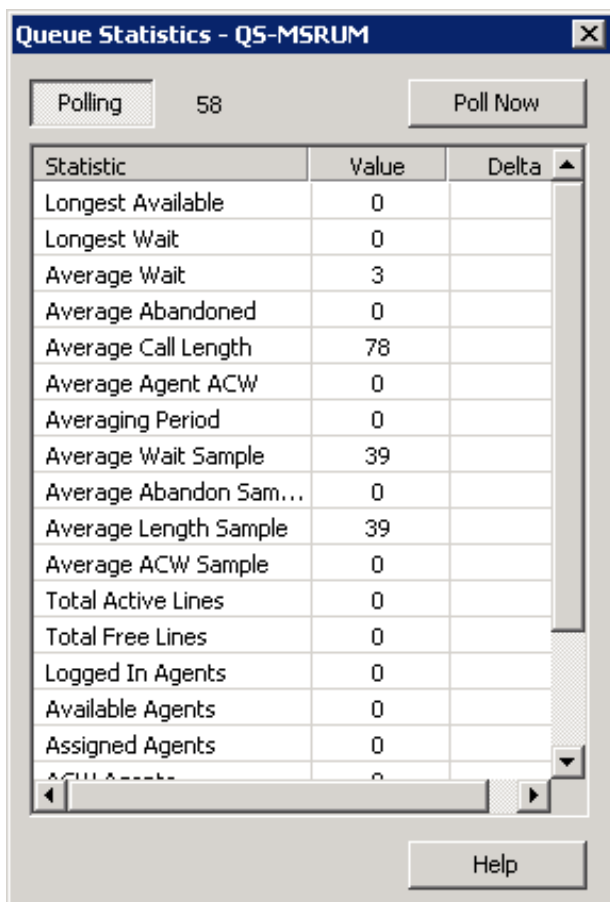 Queue Statistics - QS-MSRUM
Polling 58 Poll Now
Statistic Value Delta
Longest Available 0
Longest Wait 0
Average Wait 3
Average Abandoned 0
Average Call Length 78
Average Agent ACW 0
Averaging Period 0
Average Wait Sample 39
Average Abandon Sam... 0
Average Length Sample 39
Average ACW Sample 0
Total Active Lines 0
Total Free Lines 0
Logged In Agents 0
Available Agents 0
Assigned Agents 0
ACW Agents 0
Help